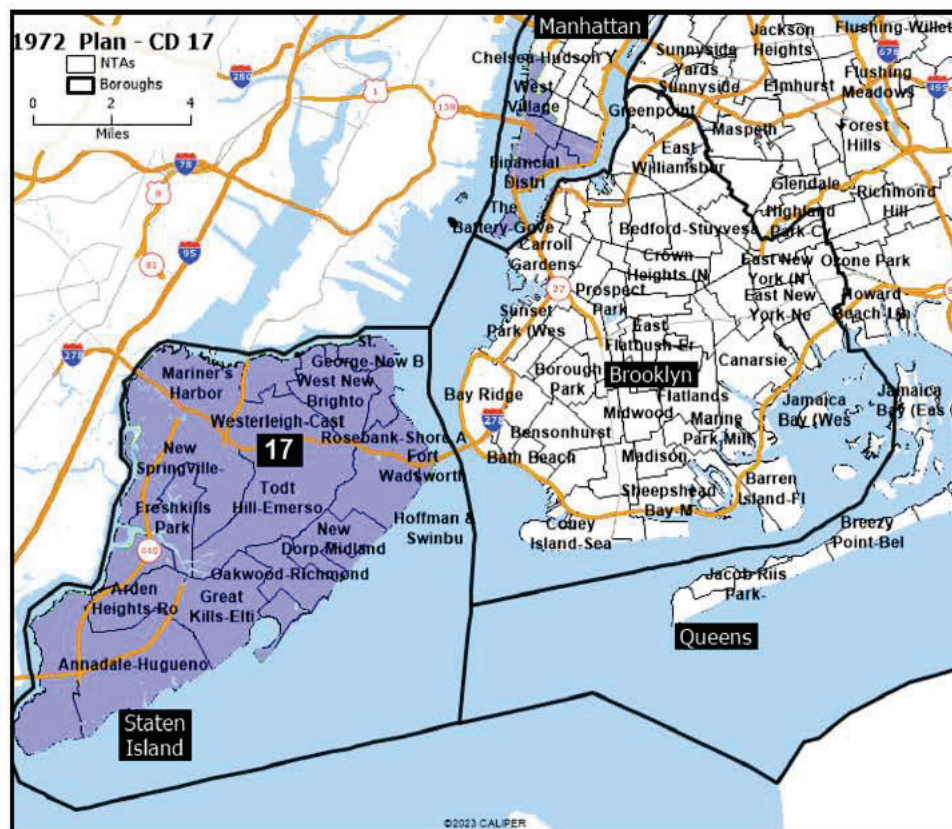 1972 Plan - CD 17
NTAs
Boroughs
0 2 4
Miles
Manhattan
Chelsea-Hudson Y
West
Village
Financial
Distri
The
Battery-Gove
Sunnyside
Yards
Sunnyside
Jackson
Heights
Flushing-Willet
Elmhurst
Flushing
Meadows
Greenpoint
Maspeth
Forest
Hills
East
Williamsbur
Glendale
Richmond
Hill
Highland
Park-C
Bedford-Stuyvesa
Carroll
Gardens-
Crown
Heights (N
East New
York (N
Ozone Park
Prospect
Park
East New
York-Ne
Howard
Beach-Lin
Sunset
Park (Wes
East
Flatbush-Er
Canarsie
Borough
Park
Brooklyn
Bay Ridge
Flatlands
Jamaica
Bay (Wes
Jamaica
Bay (Eas
Midwood
Marine
Park-Mill
Bensonhurst
Bath Beach
Madison
Barren
Island-Fl
Sheepshead
Bay-M
Coney
Island-Sea
Breezy
Point-Bel
Jacob Riis
Park-
Queens
St.
George-New B
Mariner's
Harbor
West New
Brighto
Westerleigh-Cast
17
Rosebank-Shore A
Fort
Wadsworth
New
Springville-
Todt
Hill-Emerso
Freshkills
Park
Hoffman &
Swinbu
New
Dorp-Midland
Oakwood-Richmond
Arden
Heights-Ro
Great
Kills-Elti
Annadale-Hugueno
Staten
Island
280
1
139
78
9
95
81
278
440
27
278
678
495
©2023 CALIPER